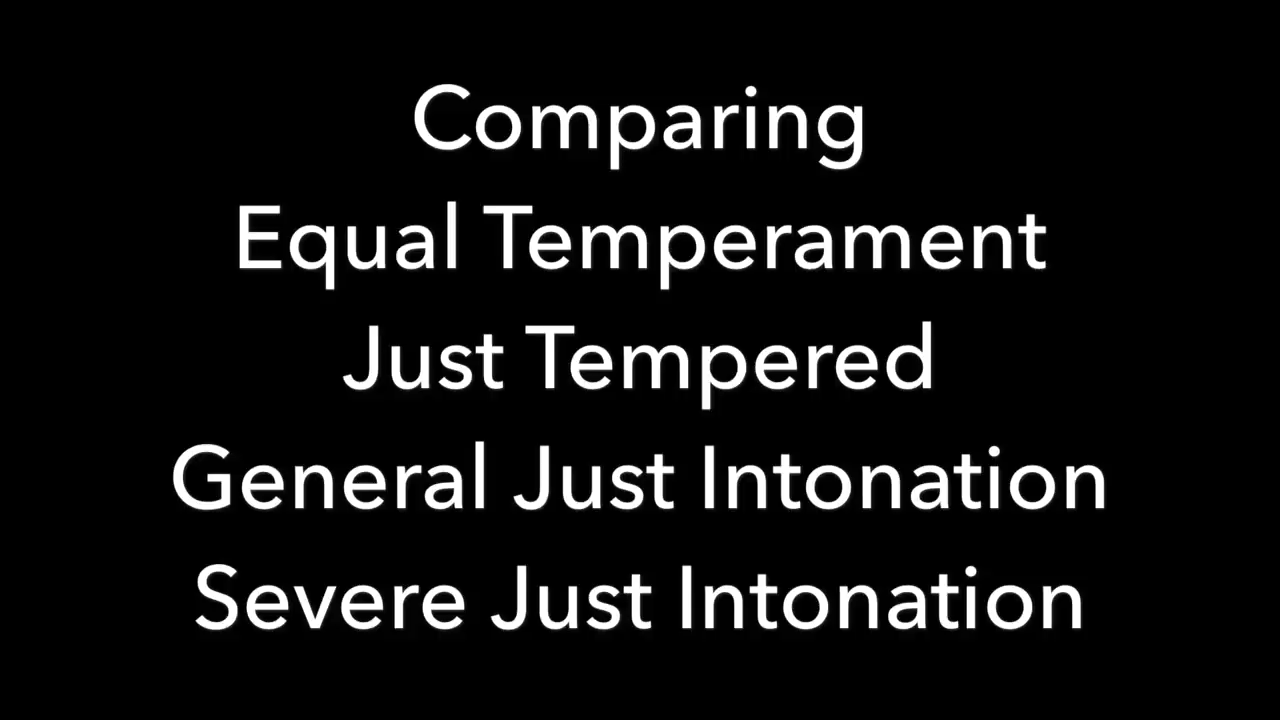 Comparing
Equal Temperament
Just Tempered
General Just Intonation
Severe Just Intonation